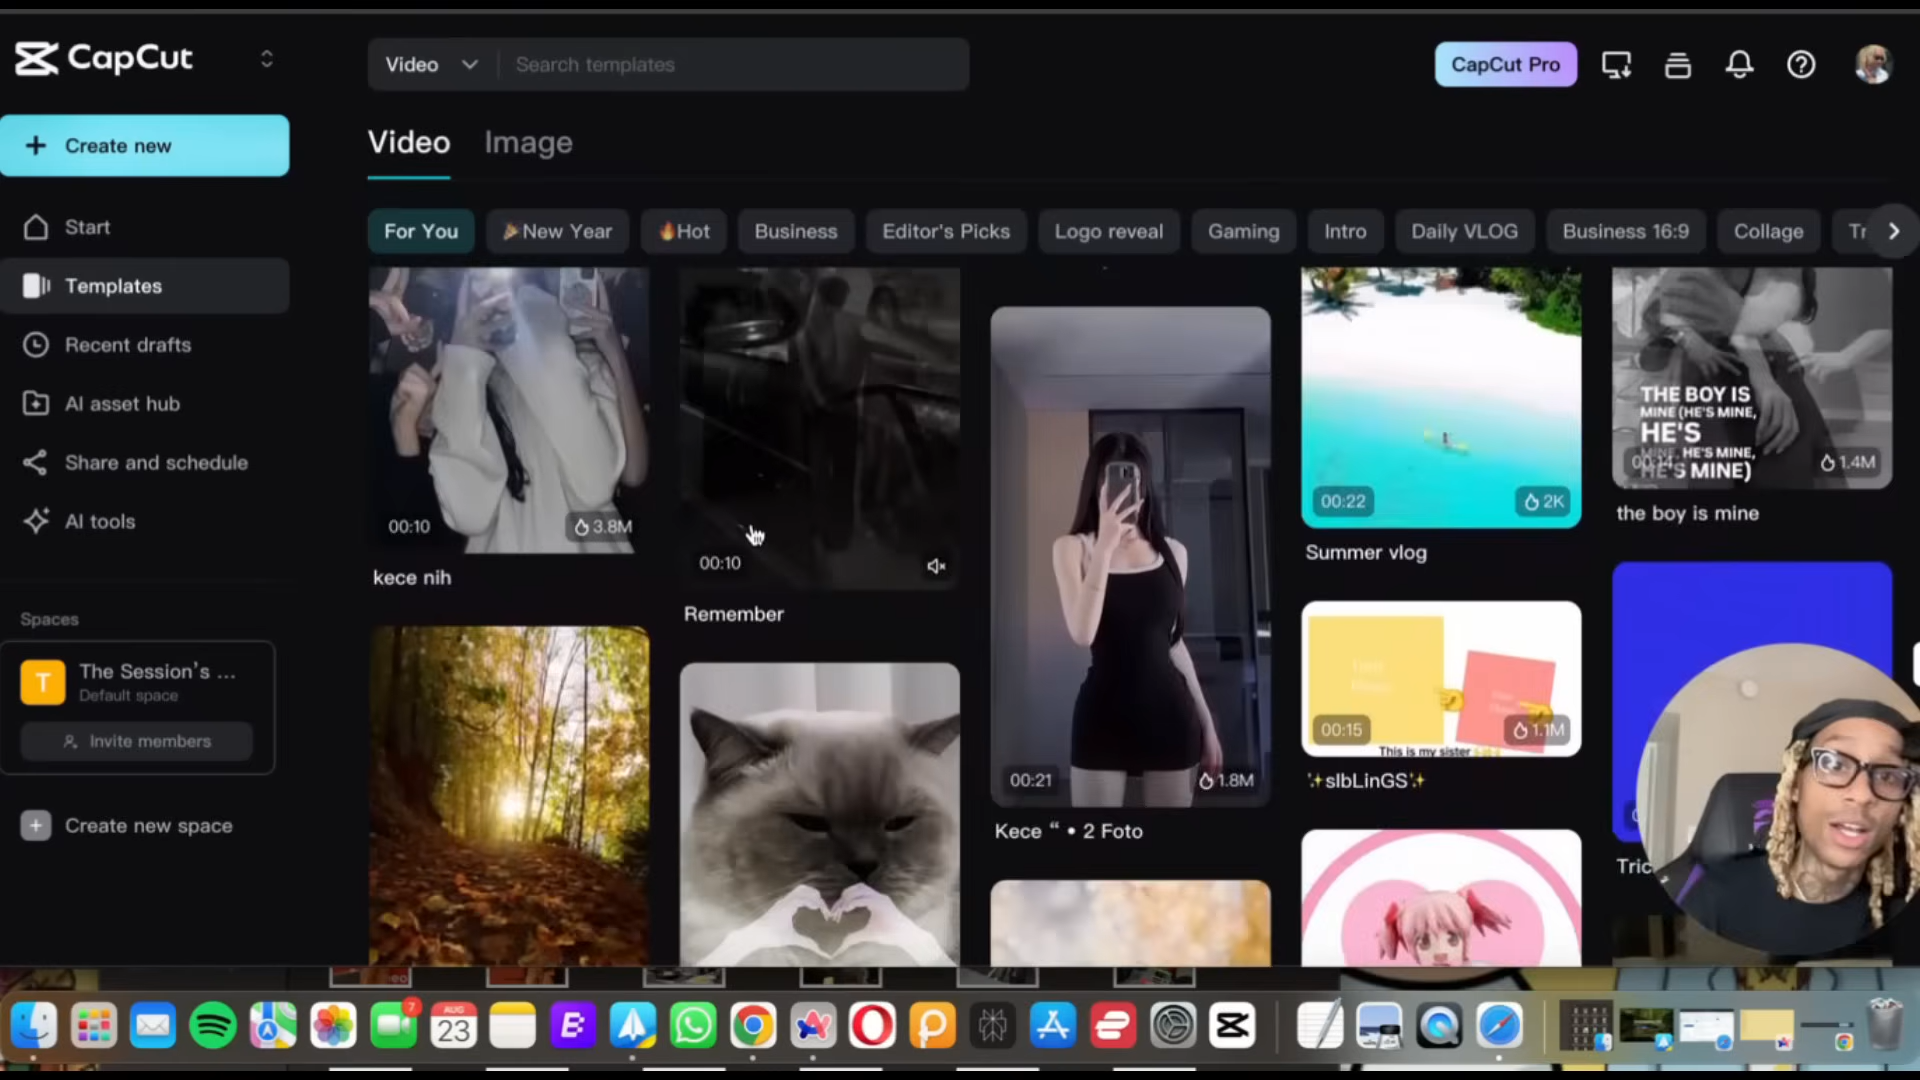 CapCut
Video
Search templates
CapCut Pro
Create new
Video
Image
For You
🎉New Year
🔥Hot
Business
Editor's Picks
Logo reveal
Gaming
Intro
Daily VLOG
Business 16:9
Collage
Start
Templates
Recent drafts
AI asset hub
Share and schedule
AI tools
Spaces
T
The Session's ...
Default space
Invite members
Create new space
00:10
3.8M
kece nih
00:10
Remember
00:21
1.8M
Kece “ • 2 Foto
00:22
2K
Summer vlog
00:15
1.1M
This is my sister
✨sIbLinGS✨
THE BOY IS
MINE (HE'S MINE,
HE'S
MINE, HE'S MINE,
HE'S MINE)
1.4M
the boy is mine
7
AUG
23